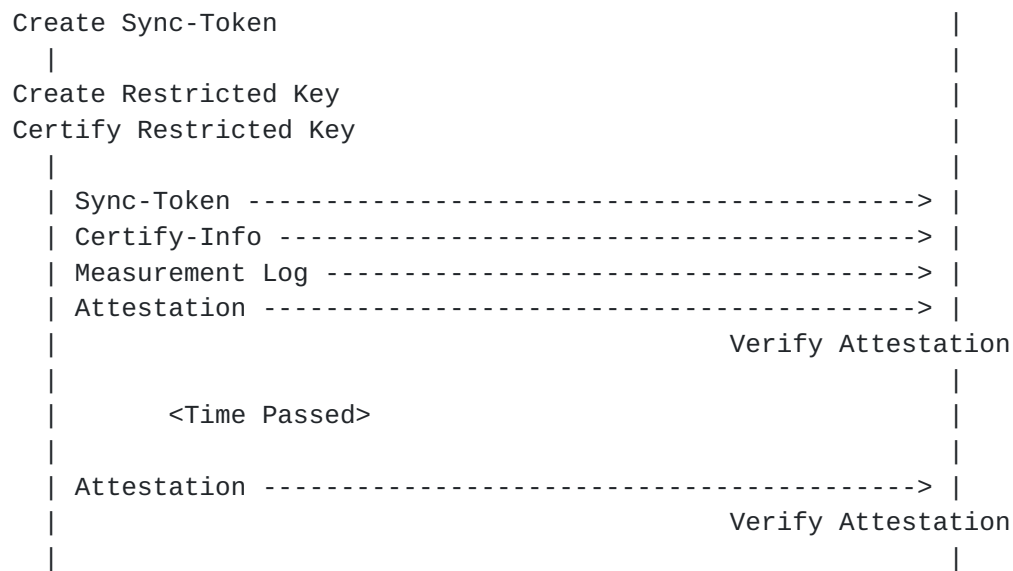 Create Sync-Token                                           |
  |                                                         |
Create Restricted Key                                       |
Certify Restricted Key                                      |
  |                                                         |
  | Sync-Token -------------------------------------------> |
  | Certify-Info -----------------------------------------> |
  | Measurement Log --------------------------------------> |
  | Attestation ------------------------------------------> |
  |                                           Verify Attestation
  |                                                         |
  |       <Time Passed>                                     |
  |                                                         |
  | Attestation ------------------------------------------> |
  |                                           Verify Attestation
  |                                                         |